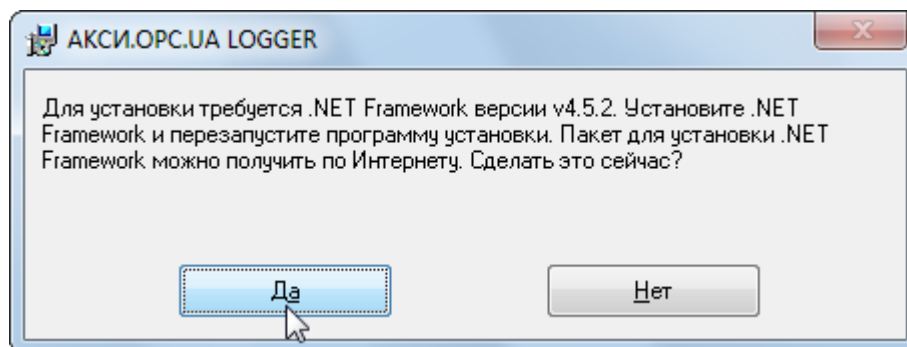 АКСИ.OPC.UA LOGGER
Для установки требуется .NET Framework версии v4.5.2. Установите .NET
Framework и перезапустите программу установки. Пакет для установки .NET
Framework можно получить по Интернету. Сделать это сейчас?
Да
Нет